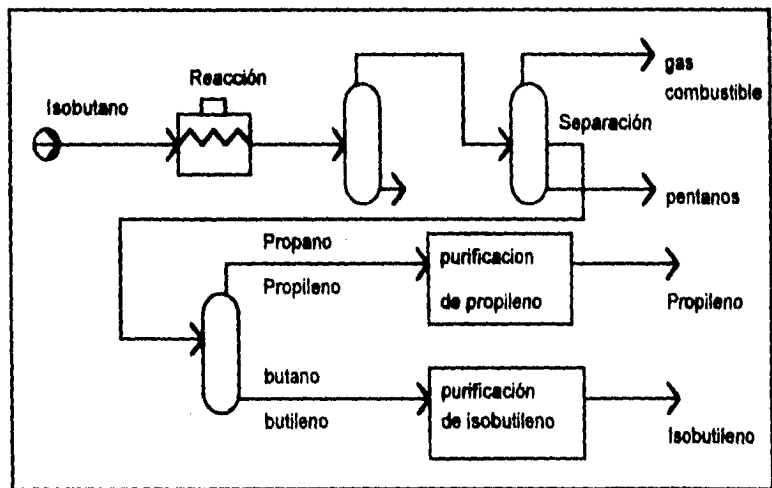 Reacción
Isobutano
gas
combustible
Separación
pentanos
Propano
Propileno
purificacion
de propileno
Propileno
butano
butileno
purificación
de isobutileno
Isobutileno